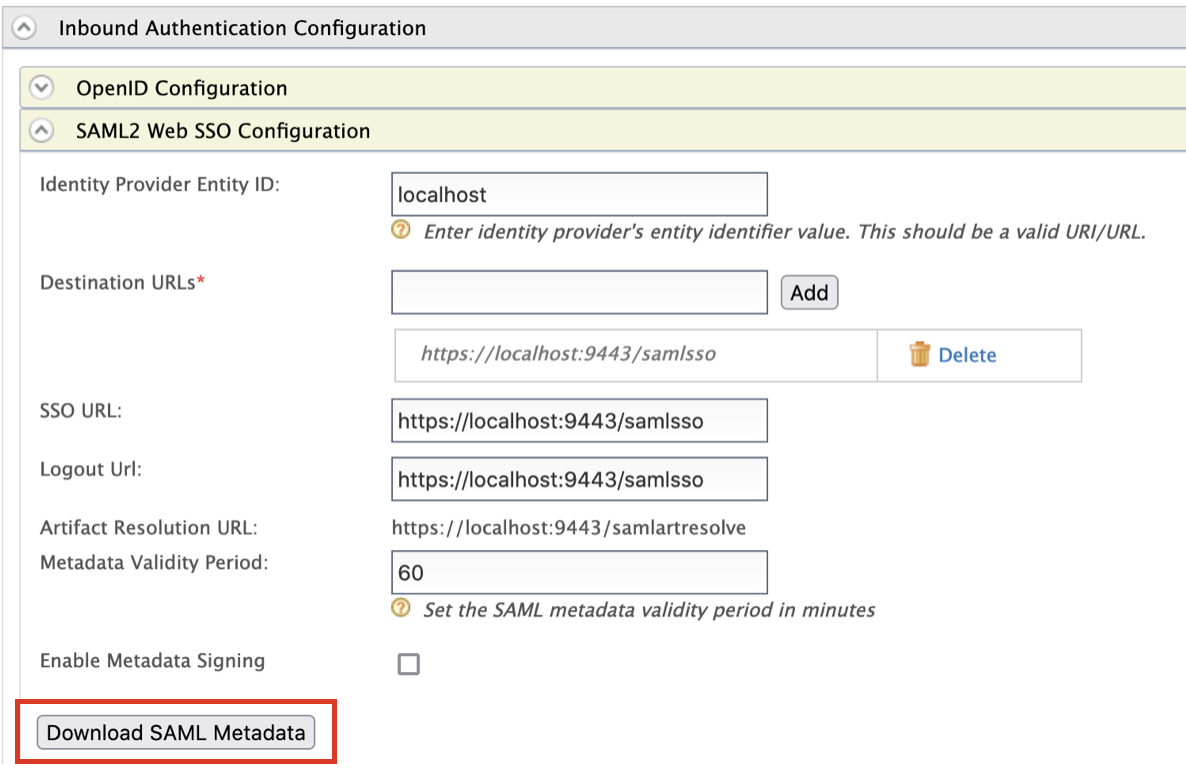 Inbound Authentication Configuration
OpenID Configuration
SAML2 Web SSO Configuration
Identity Provider Entity ID:
localhost
Enter identity provider's entity identifier value. This should be a valid URI/URL.
Destination URLs*
Add
https://localhost:9443/samlsso
Delete
SSO URL:
https://localhost:9443/samlsso
Logout Url:
https://localhost:9443/samlsso
Artifact Resolution URL:
https://localhost:9443/samlartresolve
Metadata Validity Period:
60
Set the SAML metadata validity period in minutes
Enable Metadata Signing
Download SAML Metadata